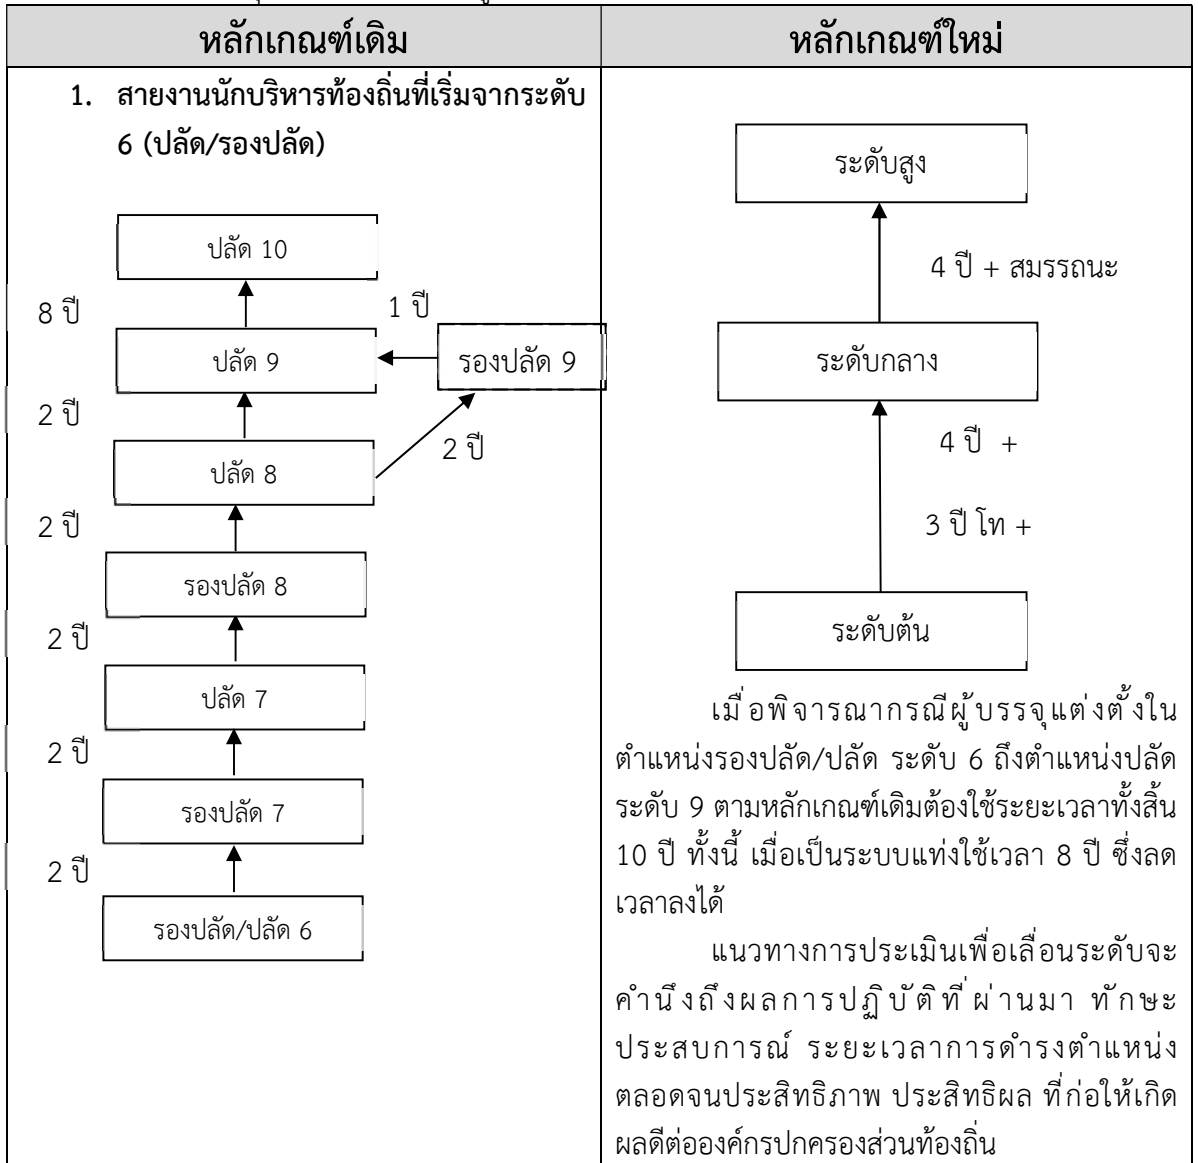 หลักเกณฑ์เดิม
หลักเกณฑ์ใหม่
1. สายงานนักบริหารท้องถิ่นที่เริ่มจากระดับ
6 (ปลัด/รองปลัด)
ปลัด 10
8 ปี
1 ปี
ปลัด 9
รองปลัด 9
2 ปี
2 ปี
ปลัด 8
2 ปี
รองปลัด 8
2 ปี
ปลัด 7
2 ปี
รองปลัด 7
2 ปี
รองปลัด/ปลัด 6
ระดับสูง
4 ปี + สมรรถนะ
ระดับกลาง
4 ปี +
3 ปี โท +
ระดับต้น
เมื่อพิจารณากรณีผู้บรรจุแต่งตั้งใน
ตำแหน่งรองปลัด/ปลัด ระดับ 6 ถึงตำแหน่งปลัด
ระดับ 9 ตามหลักเกณฑ์เดิมต้องใช้ระยะเวลาทั้งสิ้น
10 ปี ทั้งนี้ เมื่อเป็นระบบแท่งใช้เวลา 8 ปี ซึ่งลด
เวลาลงได้
แนวทางการประเมินเพื่อเลื่อนระดับจะ
คำนึงถึงผลการปฏิบัติที่ผ่านมา ทักษะ
ประสบการณ์ ระยะเวลาการดำรงตำแหน่ง
ตลอดจนประสิทธิภาพ ประสิทธิผล ที่ก่อให้เกิด
ผลดีต่อองค์กรปกครองส่วนท้องถิ่น